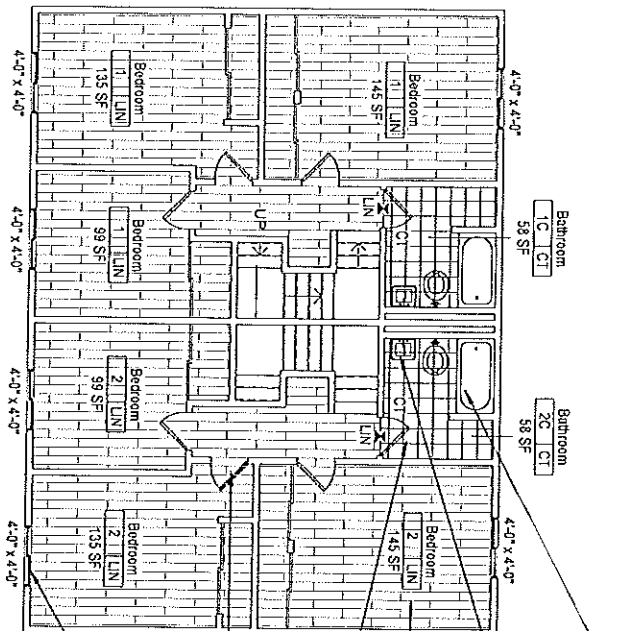 4'-0" x 4'-0"
4'-0" x 4'-0"
Bathroom
1C CT
58 SF
Bathroom
2C CT
58 SF
Bedroom
1 LIN
145 SF
Bedroom
1 LIN
135 SF
Bedroom
1 LIN
99 SF
Bedroom
2 LIN
99 SF
Bedroom
2 LIN
135 SF
Bedroom
2 LIN
145 SF
UP
LIN
CT
CT
LIN
4'-0" x 4'-0"
4'-0" x 4'-0"
4'-0" x 4'-0"
4'-0" x 4'-0"